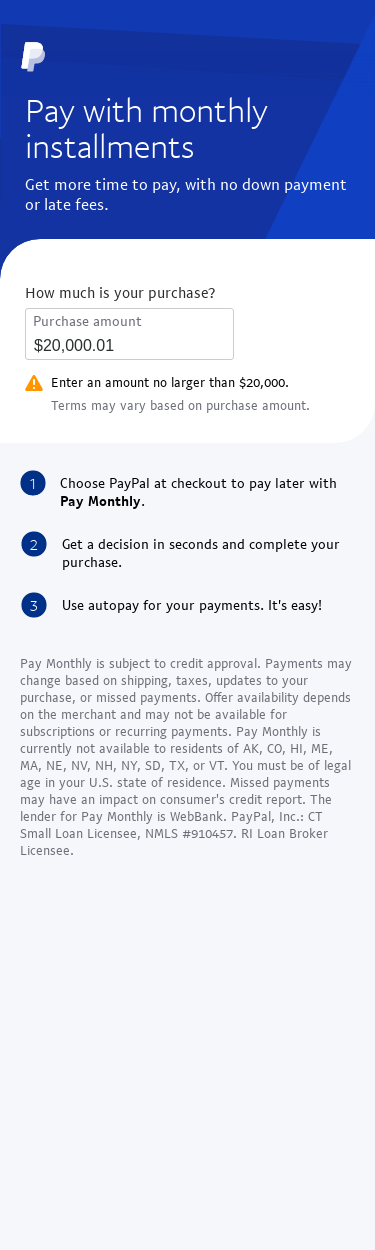 Pay with monthly
installments
Get more time to pay, with no down payment
or late fees.
How much is your purchase?
Purchase amount
$20,000.01
Enter an amount no larger than $20,000.
Terms may vary based on purchase amount.
1 Choose PayPal at checkout to pay later with
Pay Monthly.
2 Get a decision in seconds and complete your
purchase.
3 Use autopay for your payments. It's easy!
Pay Monthly is subject to credit approval. Payments may
change based on shipping, taxes, updates to your
purchase, or missed payments. Offer availability depends
on the merchant and may not be available for
subscriptions or recurring payments. Pay Monthly is
currently not available to residents of AK, CO, HI, ME,
MA, NE, NV, NH, NY, SD, TX, or VT. You must be of legal
age in your U.S. state of residence. Missed payments
may have an impact on consumer's credit report. The
lender for Pay Monthly is WebBank. PayPal, Inc.: CT
Small Loan Licensee, NMLS #910457. RI Loan Broker
Licensee.